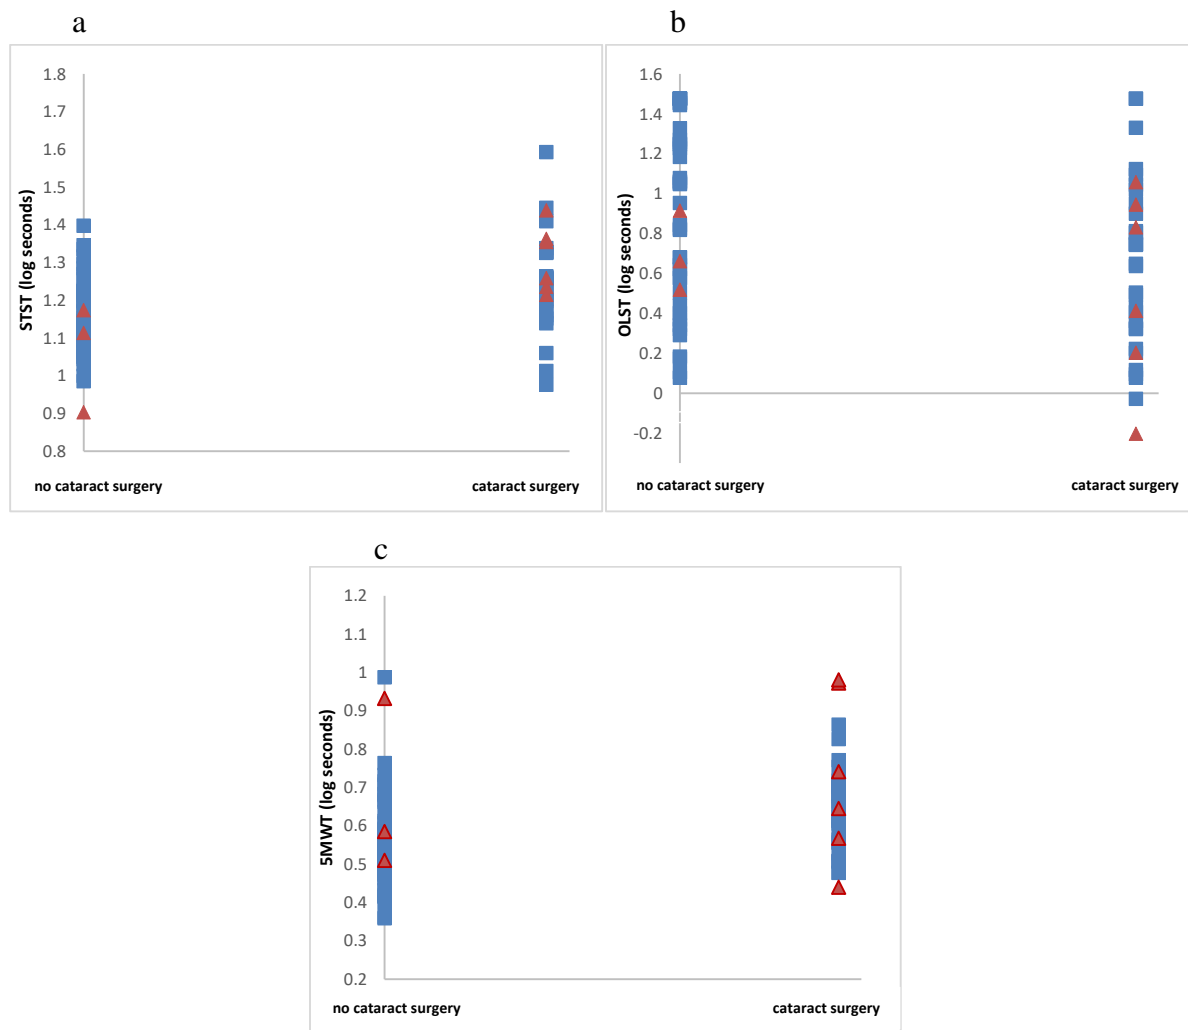 a
b
1.8
1.7
1.6
1.5
1.4
1.3
1.2
1.1
1
0.9
0.8
STST (log seconds)
no cataract surgery
cataract surgery
1.6
1.4
1.2
1
0.8
0.6
0.4
0.2
0
-0.2
OLST (log seconds)
no cataract surgery
cataract surgery
c
1.2
1.1
1
0.9
0.8
0.7
0.6
0.5
0.4
0.3
0.2
5MWT (log seconds)
no cataract surgery
cataract surgery